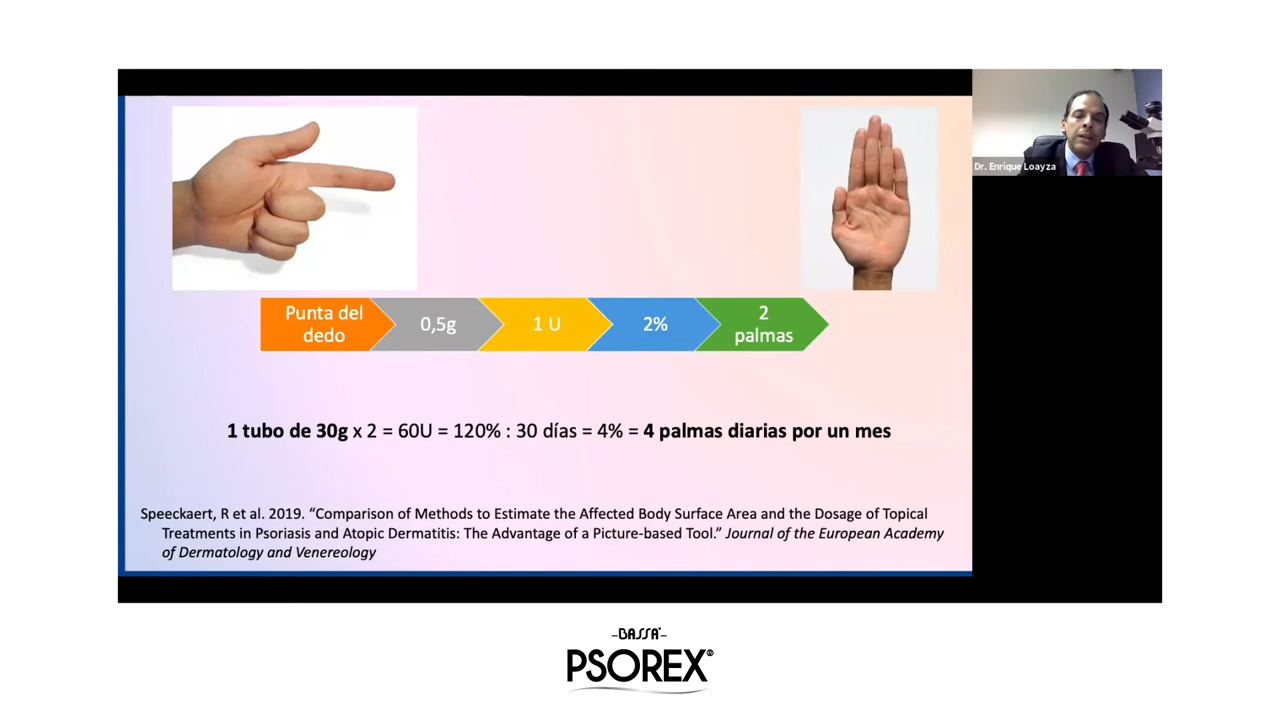 Dr. Enrique Loayza
Punta del
dedo
0,5g
1 U
2%
2
palmas
1 tubo de 30g x 2 = 60U = 120% : 30 días = 4% = 4 palmas diarias por un mes
Speeckaert, R et al. 2019. “Comparison of Methods to Estimate the Affected Body Surface Area and the Dosage of Topical
Treatments in Psoriasis and Atopic Dermatitis: The Advantage of a Picture-based Tool.” Journal of the European Academy
of Dermatology and Venereology
BASSA
PSOREX®